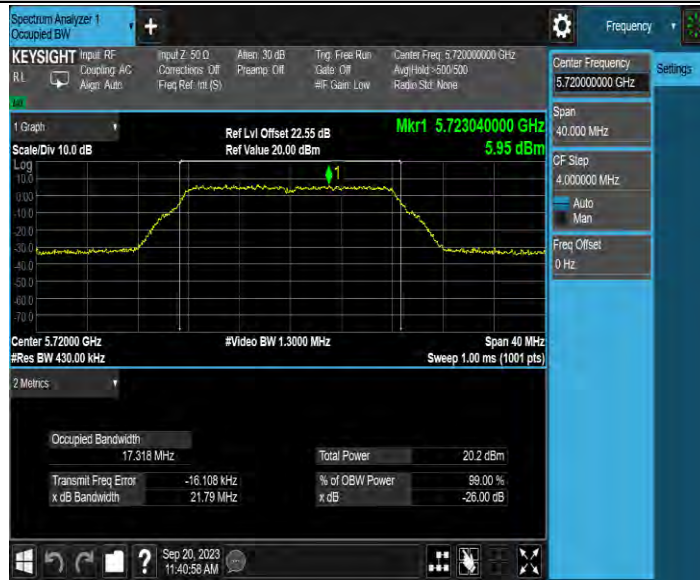 Spectrum Analyzer 1
Occupied BW
Frequency
KEYSIGHT
Input: RF
Coupling: AC
Align: Auto
Input Z: 50 Ω
Corrections: Off
Freq Ref: Int (S)
Atten: 30 dB
Preamp: Off
Trig: Free Run
Gate: Off
#IF Gain: Low
Center Freq: 5.720000000 GHz
Avg|Hold:>500/500
Radio Std: None
RL
Center Frequency
5.720000000 GHz
Settings
Span
40.000 MHz
CF Step
4.000000 MHz
Auto
Man
Freq Offset
0 Hz
1 Graph
Scale/Div 10.0 dB
Ref Lvl Offset 22.55 dB
Ref Value 20.00 dBm
Mkr1 5.723040000 GHz
5.95 dBm
Log
10.0
0.00
-10.0
-20.0
-30.0
-40.0
-50.0
-60.0
-70.0
1
Center 5.72000 GHz
#Res BW 430.00 kHz
#Video BW 1.3000 MHz
Span 40 MHz
Sweep 1.00 ms (1001 pts)
2 Metrics
Occupied Bandwidth
17.318 MHz
Total Power 20.2 dBm
Transmit Freq Error -16.108 kHz
% of OBW Power 99.00 %
x dB Bandwidth 21.79 MHz
x dB -26.00 dB
?
Sep 20, 2023
11:40:58 AM